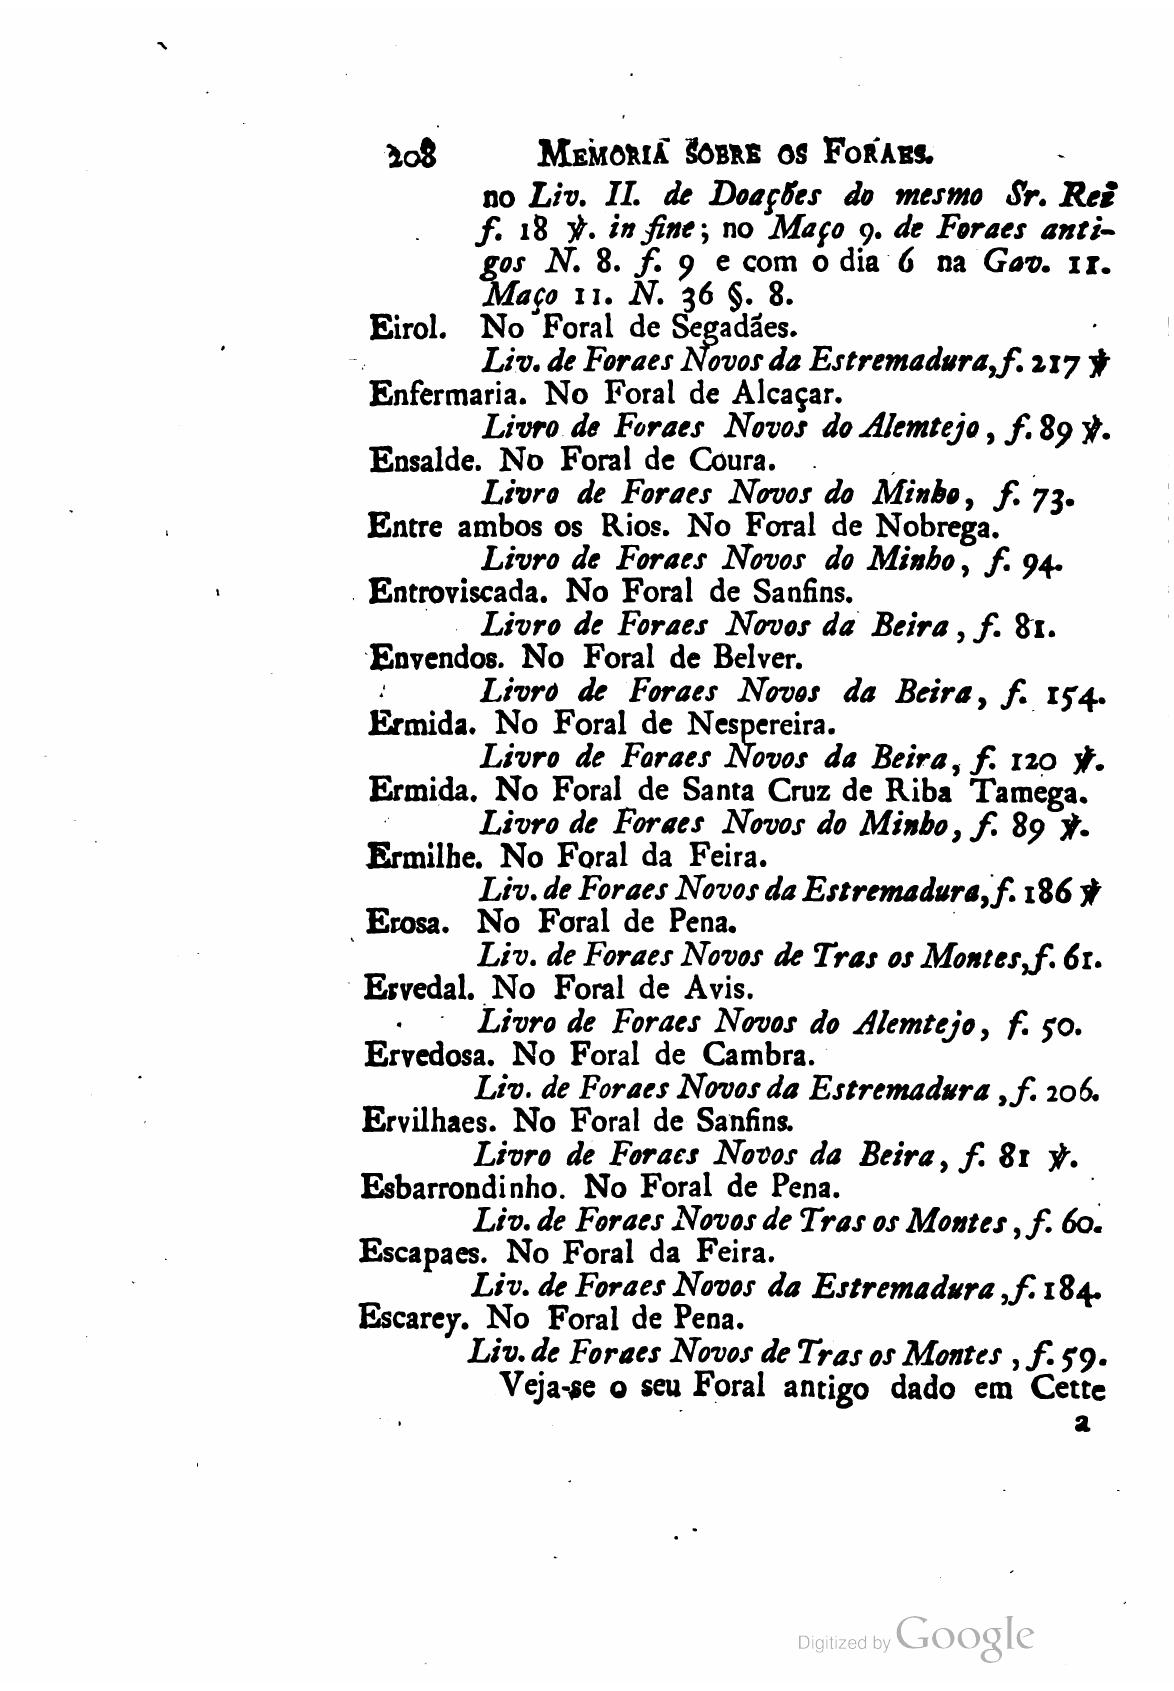 208 MEMORIA SOBRE OS FORAES.
no Liv. II. de Doações do mesmo Sr. Rei
f. 18 ℣. in fine; no Maço 9. de Foraes anti-
gos N. 8. f. 9 e com o dia 6 na Gav. 11.
Maço 11. N. 36 §. 8.
Eirol. No Foral de Segadães.
Liv. de Foraes Novos da Estremadura, f. 217 ℣
Enfermaria. No Foral de Alcaçar.
Livro de Foraes Novos do Alemtejo, f. 89 ℣.
Ensalde. No Foral de Coura.
Livro de Foraes Novos do Minho, f. 73.
Entre ambos os Rios. No Foral de Nobrega.
Livro de Foraes Novos do Minho, f. 94.
Entroviscada. No Foral de Sanfins.
Livro de Foraes Novos da Beira, f. 81.
Envendos. No Foral de Belver.
Livro de Foraes Novos da Beira, f. 154.
Ermida. No Foral de Nespereira.
Livro de Foraes Novos da Beira, f. 120 ℣.
Ermida. No Foral de Santa Cruz de Riba Tamega.
Livro de Foraes Novos do Minho, f. 89 ℣.
Ermilhe. No Foral da Feira.
Liv. de Foraes Novos da Estremadura, f. 186 ℣
Erosa. No Foral de Pena.
Liv. de Foraes Novos de Tras os Montes, f. 61.
Ervedal. No Foral de Avis.
Livro de Foraes Novos do Alemtejo, f. 50.
Ervedosa. No Foral de Cambra.
Liv. de Foraes Novos da Estremadura, f. 206.
Ervilhaes. No Foral de Sanfins.
Livro de Foraes Novos da Beira, f. 81 ℣.
Esbarrondinho. No Foral de Pena.
Liv. de Foraes Novos de Tras os Montes, f. 60.
Escapaes. No Foral da Feira.
Liv. de Foraes Novos da Estremadura, f. 184.
Escarey. No Foral de Pena.
Liv. de Foraes Novos de Tras os Montes, f. 59.
Veja-se o seu Foral antigo dado em Cette
a
Digitized by Google